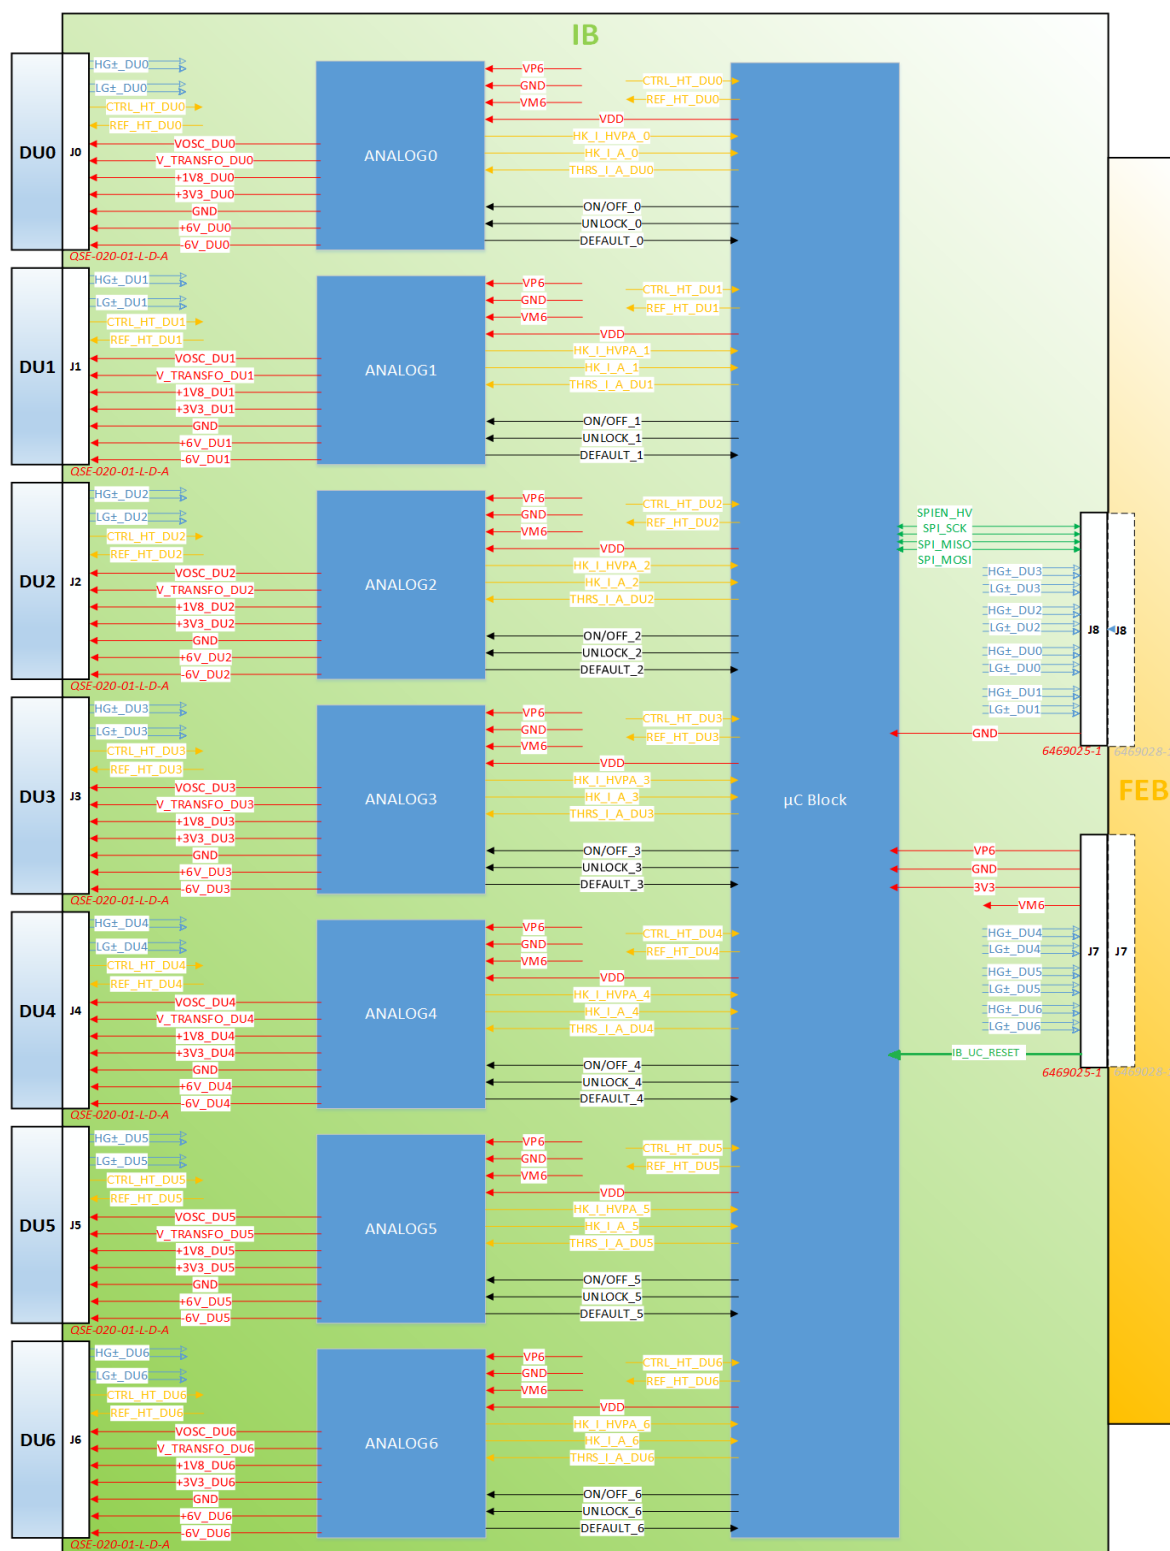 IB
DU0
J0
HG±_DU0
LG±_DU0
CTRL_HT_DU0
REF_HT_DU0
VOSC_DU0
V_TRANSFO_DU0
+1V8_DU0
+3V3_DU0
GND
+6V_DU0
-6V_DU0
QSE-020-01-L-D-A
ANALOG0
VP6
GND
VM6
VDD
HK_I_HVPA_0
HK_I_A_0
THRS_I_A_DU0
ON/OFF_0
UNLOCK_0
DEFAULT_0
CTRL_HT_DU0
REF_HT_DU0
DU1
J1
HG±_DU1
LG±_DU1
CTRL_HT_DU1
REF_HT_DU1
VOSC_DU1
V_TRANSFO_DU1
+1V8_DU1
+3V3_DU1
GND
+6V_DU1
-6V_DU1
QSE-020-01-L-D-A
ANALOG1
VP6
GND
VM6
VDD
HK_I_HVPA_1
HK_I_A_1
THRS_I_A_DU1
ON/OFF_1
UNLOCK_1
DEFAULT_1
CTRL_HT_DU1
REF_HT_DU1
DU2
J2
HG±_DU2
LG±_DU2
CTRL_HT_DU2
REF_HT_DU2
VOSC_DU2
V_TRANSFO_DU2
+1V8_DU2
+3V3_DU2
GND
+6V_DU2
-6V_DU2
QSE-020-01-L-D-A
ANALOG2
VP6
GND
VM6
VDD
HK_I_HVPA_2
HK_I_A_2
THRS_I_A_DU2
ON/OFF_2
UNLOCK_2
DEFAULT_2
CTRL_HT_DU2
REF_HT_DU2
DU3
J3
HG±_DU3
LG±_DU3
CTRL_HT_DU3
REF_HT_DU3
VOSC_DU3
V_TRANSFO_DU3
+1V8_DU3
+3V3_DU3
GND
+6V_DU3
-6V_DU3
QSE-020-01-L-D-A
ANALOG3
VP6
GND
VM6
VDD
HK_I_HVPA_3
HK_I_A_3
THRS_I_A_DU3
ON/OFF_3
UNLOCK_3
DEFAULT_3
CTRL_HT_DU3
REF_HT_DU3
DU4
J4
HG±_DU4
LG±_DU4
CTRL_HT_DU4
REF_HT_DU4
VOSC_DU4
V_TRANSFO_DU4
+1V8_DU4
+3V3_DU4
GND
+6V_DU4
-6V_DU4
QSE-020-01-L-D-A
ANALOG4
VP6
GND
VM6
VDD
HK_I_HVPA_4
HK_I_A_4
THRS_I_A_DU4
ON/OFF_4
UNLOCK_4
DEFAULT_4
CTRL_HT_DU4
REF_HT_DU4
DU5
J5
HG±_DU5
LG±_DU5
CTRL_HT_DU5
REF_HT_DU5
VOSC_DU5
V_TRANSFO_DU5
+1V8_DU5
+3V3_DU5
GND
+6V_DU5
-6V_DU5
QSE-020-01-L-D-A
ANALOG5
VP6
GND
VM6
VDD
HK_I_HVPA_5
HK_I_A_5
THRS_I_A_DU5
ON/OFF_5
UNLOCK_5
DEFAULT_5
CTRL_HT_DU5
REF_HT_DU5
DU6
J6
HG±_DU6
LG±_DU6
CTRL_HT_DU6
REF_HT_DU6
VOSC_DU6
V_TRANSFO_DU6
+1V8_DU6
+3V3_DU6
GND
+6V_DU6
-6V_DU6
QSE-020-01-L-D-A
ANALOG6
VP6
GND
VM6
VDD
HK_I_HVPA_6
HK_I_A_6
THRS_I_A_DU6
ON/OFF_6
UNLOCK_6
DEFAULT_6
CTRL_HT_DU6
REF_HT_DU6
µC Block
SPIEN_HV
SPI_SCK
SPI_MISO
SPI_MOSI
HG±_DU3
LG±_DU3
HG±_DU2
LG±_DU2
HG±_DU0
LG±_DU0
HG±_DU1
LG±_DU1
GND
J8
J8
6469025-1
6469028-1
FEB
VP6
GND
3V3
VM6
HG±_DU4
LG±_DU4
HG±_DU5
LG±_DU5
HG±_DU6
LG±_DU6
IB_UC_RESET
J7
J7
6469025-1
6469028-1